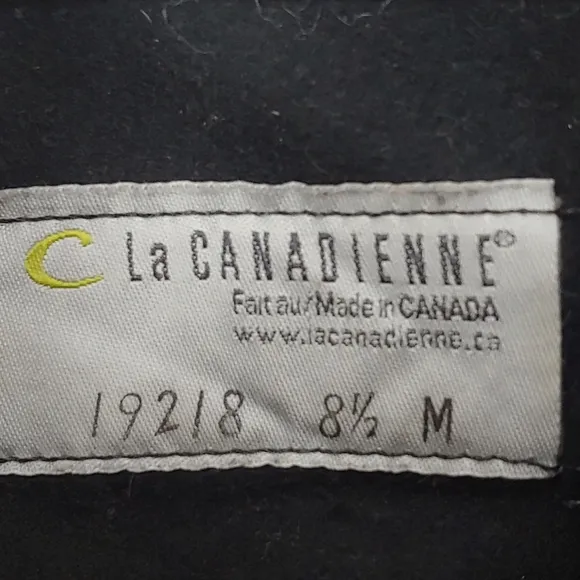 C La CANADIENNE®
Fait au/Made in CANADA
www.lacanadienne.ca
19218 8½ M